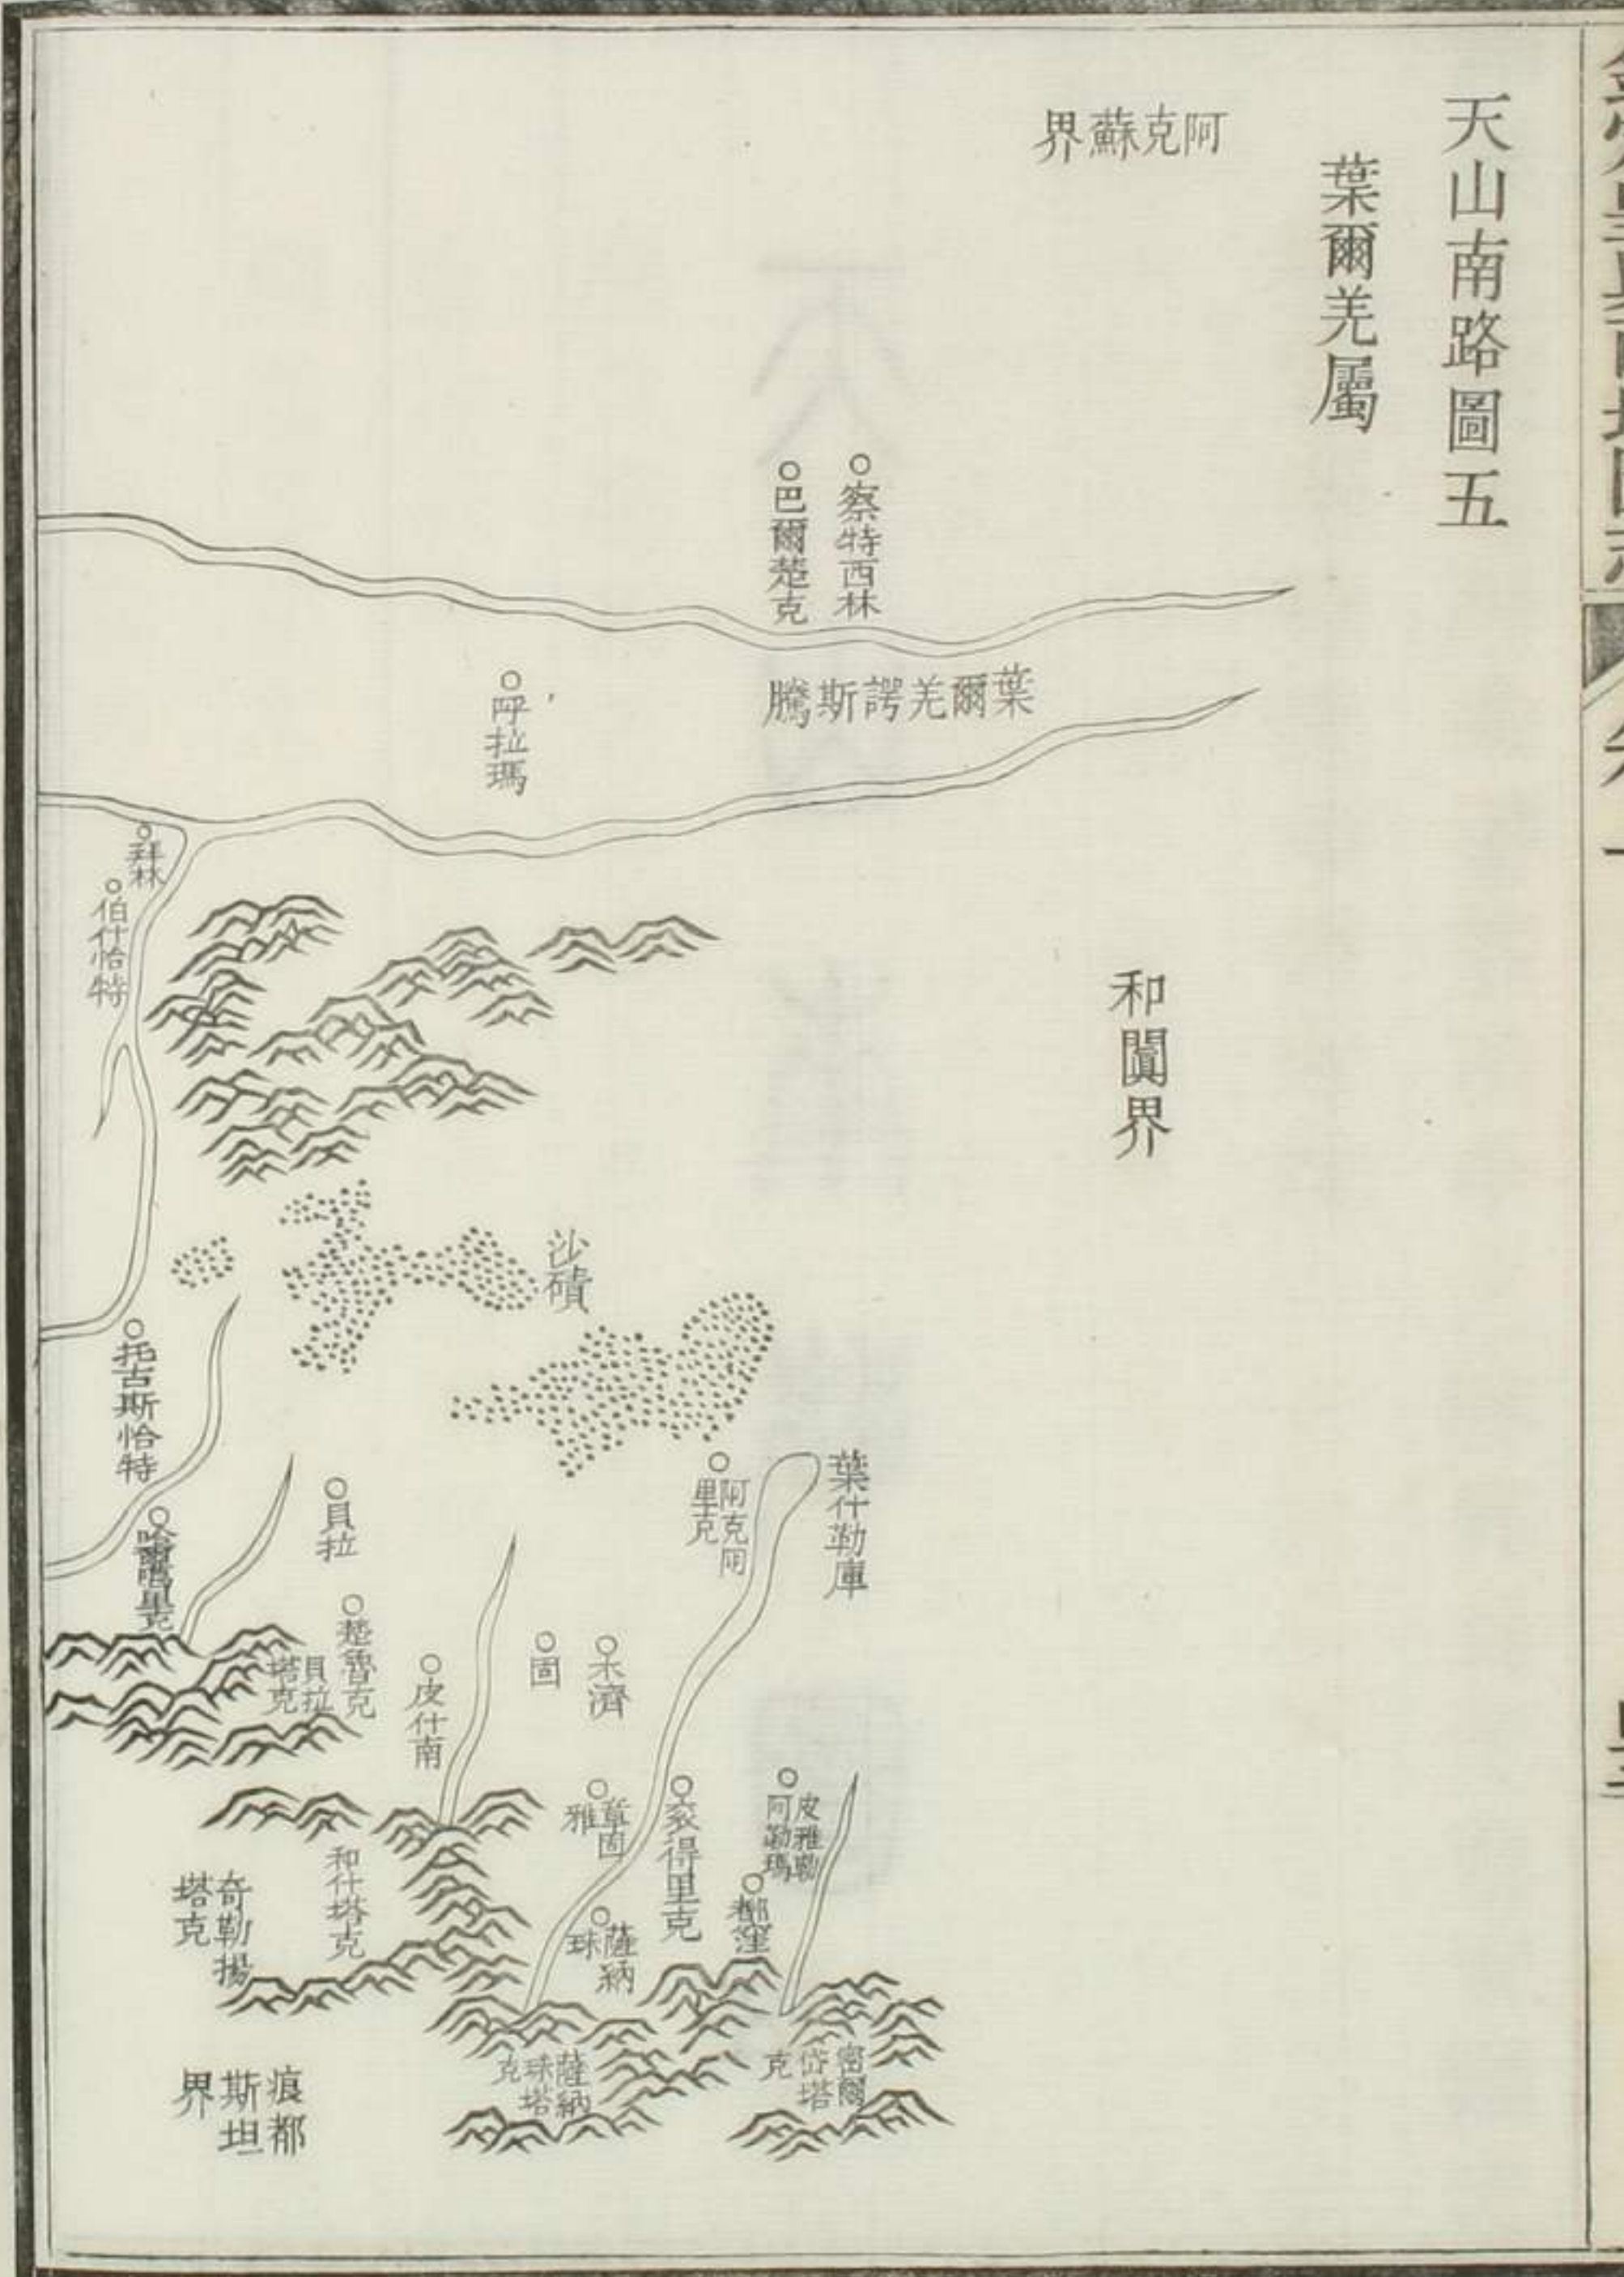 天山南路圖五
葉爾羌屬
阿克蘇界
察特西林
巴爾楚克
葉爾羌諤斯騰
呼拉瑪
和闐界
拜林
伯什恰特
沙磧
托古斯恰特
葉什勒庫
阿克爾
里克
貝拉
楚魯克
貝拉
塔克
皮什南
固
木濟
章固
雅
裂得里克
皮雅勒
阿勒瑪
都窪
薩納
珠
和什塔克
奇勒揚
塔克
薩納
珠塔
克
密爾
岱塔
克
痕都
斯坦
界